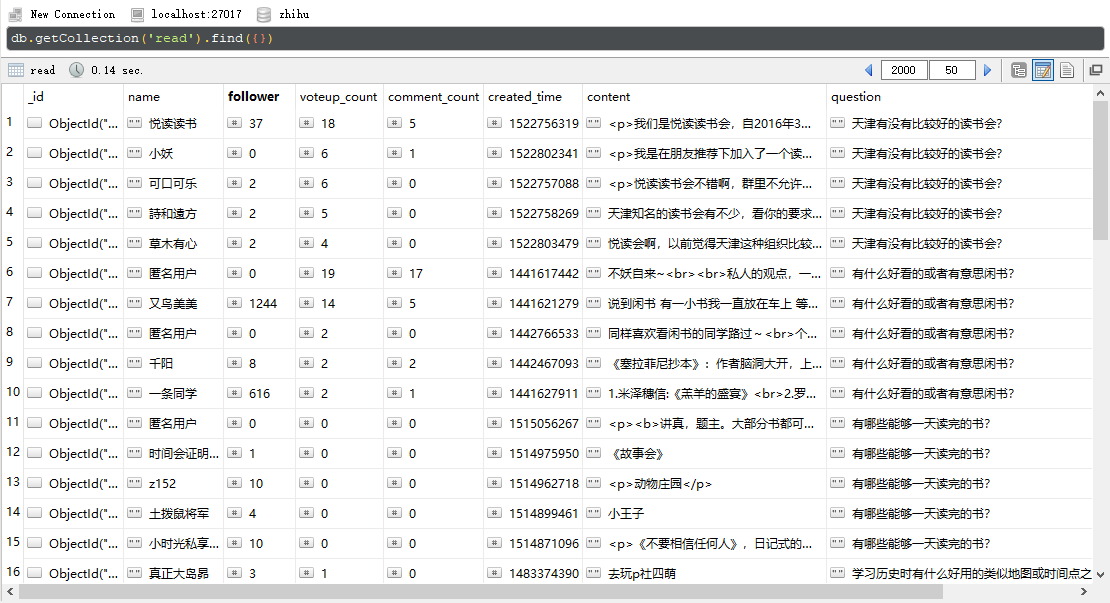 New Connection localhost:27017 zhihu
db.getCollection('read').find({})
read 0.14 sec. 2000 50
_id name follower voteup_count comment_count created_time content question
1 ObjectId("... "" 悦读读书 # 37 # 18 # 5 # 1522756319 "" <p>我们是悦读读书会，自2016年3... "" 天津有没有比较好的读书会?
2 ObjectId("... "" 小妖 # 0 # 6 # 1 # 1522802341 "" <p>我是在朋友推荐下加入了一个读... "" 天津有没有比较好的读书会?
3 ObjectId("... "" 可口可乐 # 2 # 6 # 0 # 1522757088 "" <p>悦读读书会不错啊，群里不允许... "" 天津有没有比较好的读书会?
4 ObjectId("... "" 詩和遠方 # 2 # 5 # 0 # 1522758269 "" 天津知名的读书会有不少，看你的要求... "" 天津有没有比较好的读书会?
5 ObjectId("... "" 草木有心 # 2 # 4 # 0 # 1522803479 "" 悦读会啊，以前觉得天津这种组织比较... "" 天津有没有比较好的读书会?
6 ObjectId("... "" 匿名用户 # 0 # 19 # 17 # 1441617442 "" 不妖自来~<br><br>私人的观点，一... "" 有什么好看的或者有意思闲书?
7 ObjectId("... "" 又鸟美美 # 1244 # 14 # 5 # 1441621279 "" 说到闲书 有一小书我一直放在车上 等... "" 有什么好看的或者有意思闲书?
8 ObjectId("... "" 匿名用户 # 0 # 2 # 0 # 1442766533 "" 同样喜欢看闲书的同学路过～<br>个... "" 有什么好看的或者有意思闲书?
9 ObjectId("... "" 千阳 # 8 # 2 # 2 # 1442467093 "" 《塞拉菲尼抄本》：作者脑洞大开，上... "" 有什么好看的或者有意思闲书?
10 ObjectId("... "" 一条同学 # 616 # 2 # 1 # 1441627911 "" 1.米泽穗信:《羔羊的盛宴》<br>2.罗... "" 有什么好看的或者有意思闲书?
11 ObjectId("... "" 匿名用户 # 0 # 0 # 0 # 1515056267 "" <p><b>讲真，题主。大部分书都可... "" 有哪些能够一天读完的书?
12 ObjectId("... "" 时间会证明... # 1 # 0 # 0 # 1514975950 "" 《故事会》 "" 有哪些能够一天读完的书?
13 ObjectId("... "" z152 # 10 # 0 # 0 # 1514962718 "" <p>动物庄园</p> "" 有哪些能够一天读完的书?
14 ObjectId("... "" 土拨鼠将军 # 4 # 0 # 0 # 1514899461 "" 小王子 "" 有哪些能够一天读完的书?
15 ObjectId("... "" 小时光私享... # 10 # 0 # 0 # 1514871096 "" <p>《不要相信任何人》，日记式的... "" 有哪些能够一天读完的书?
16 ObjectId("... "" 真正大岛昴 # 3 # 1 # 0 # 1483374390 "" 去玩p社四萌 "" 学习历史时有什么好用的类似地图或时间点之